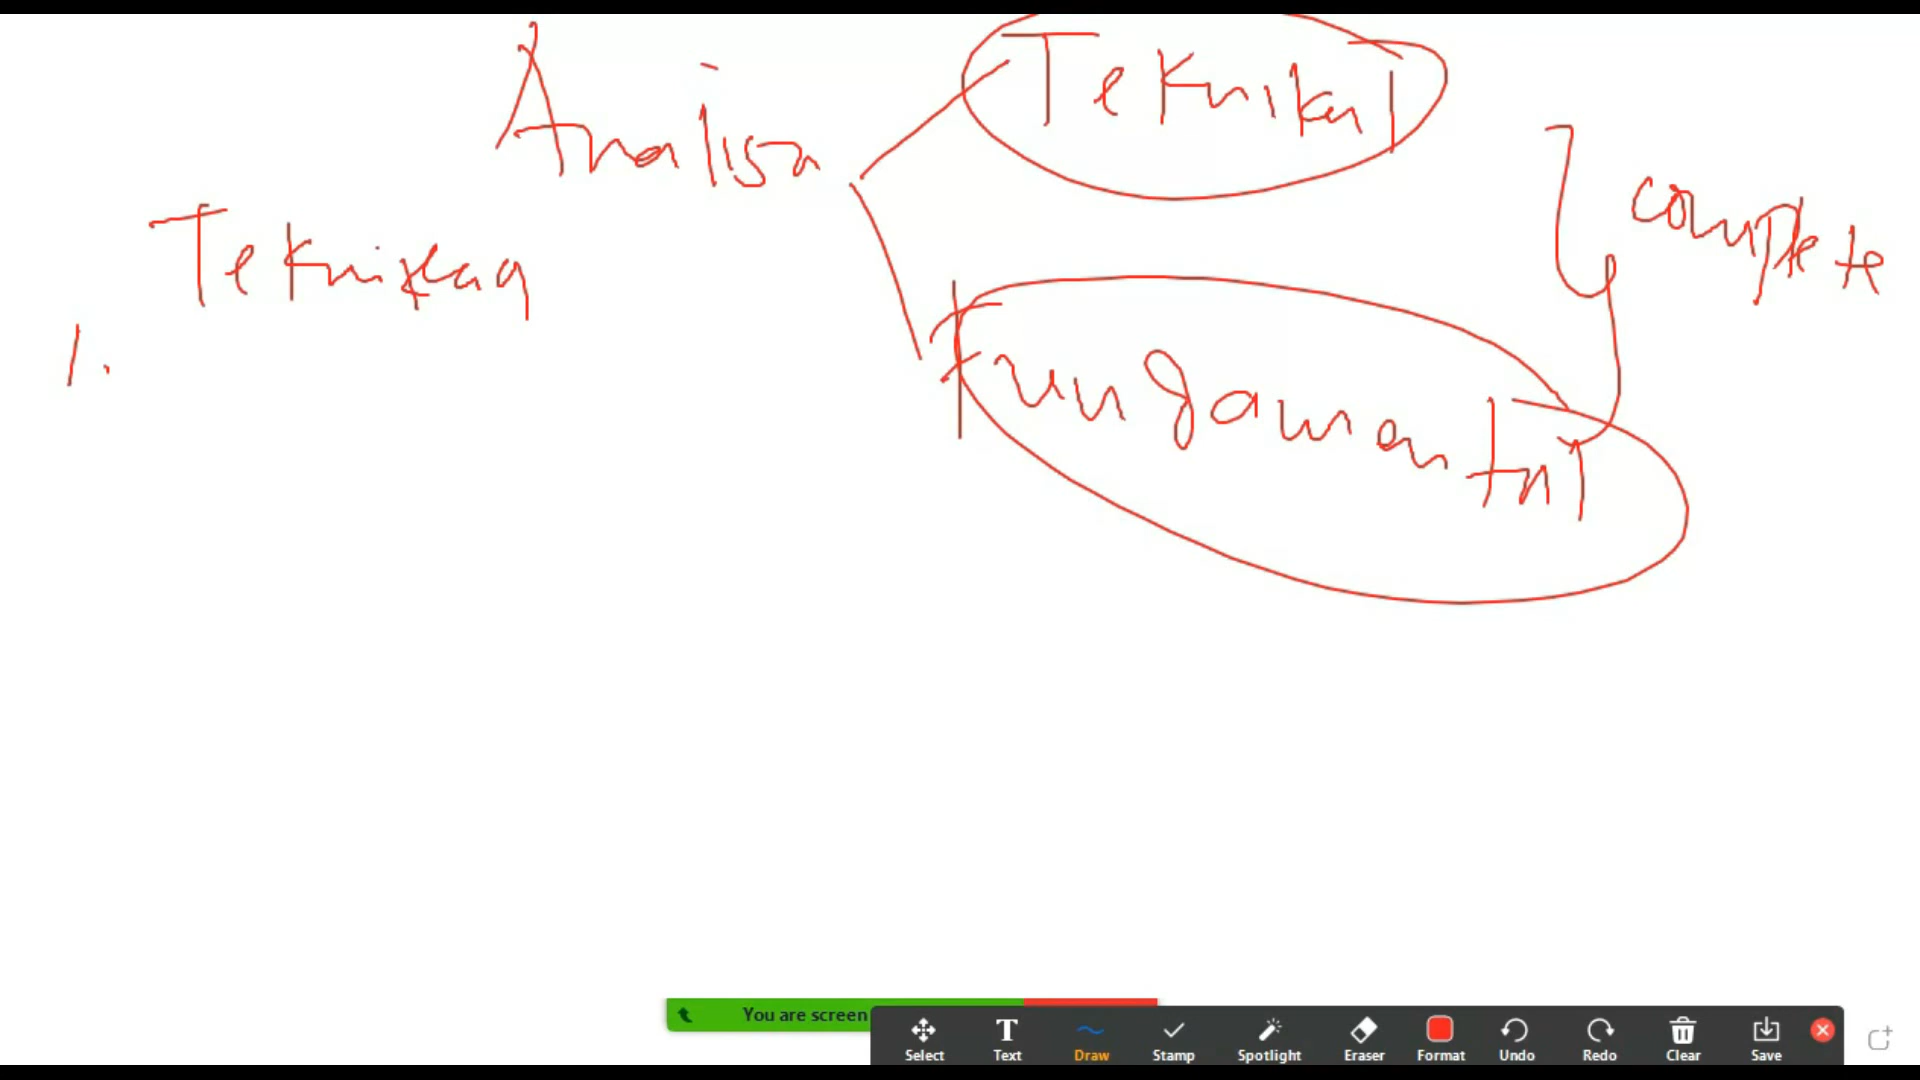 Analisa
Teknikal
complete
Teknikaq
1.
Fundamental
You are screen
Select
Text
Draw
Stamp
Spotlight
Eraser
Format
Undo
Redo
Clear
Save